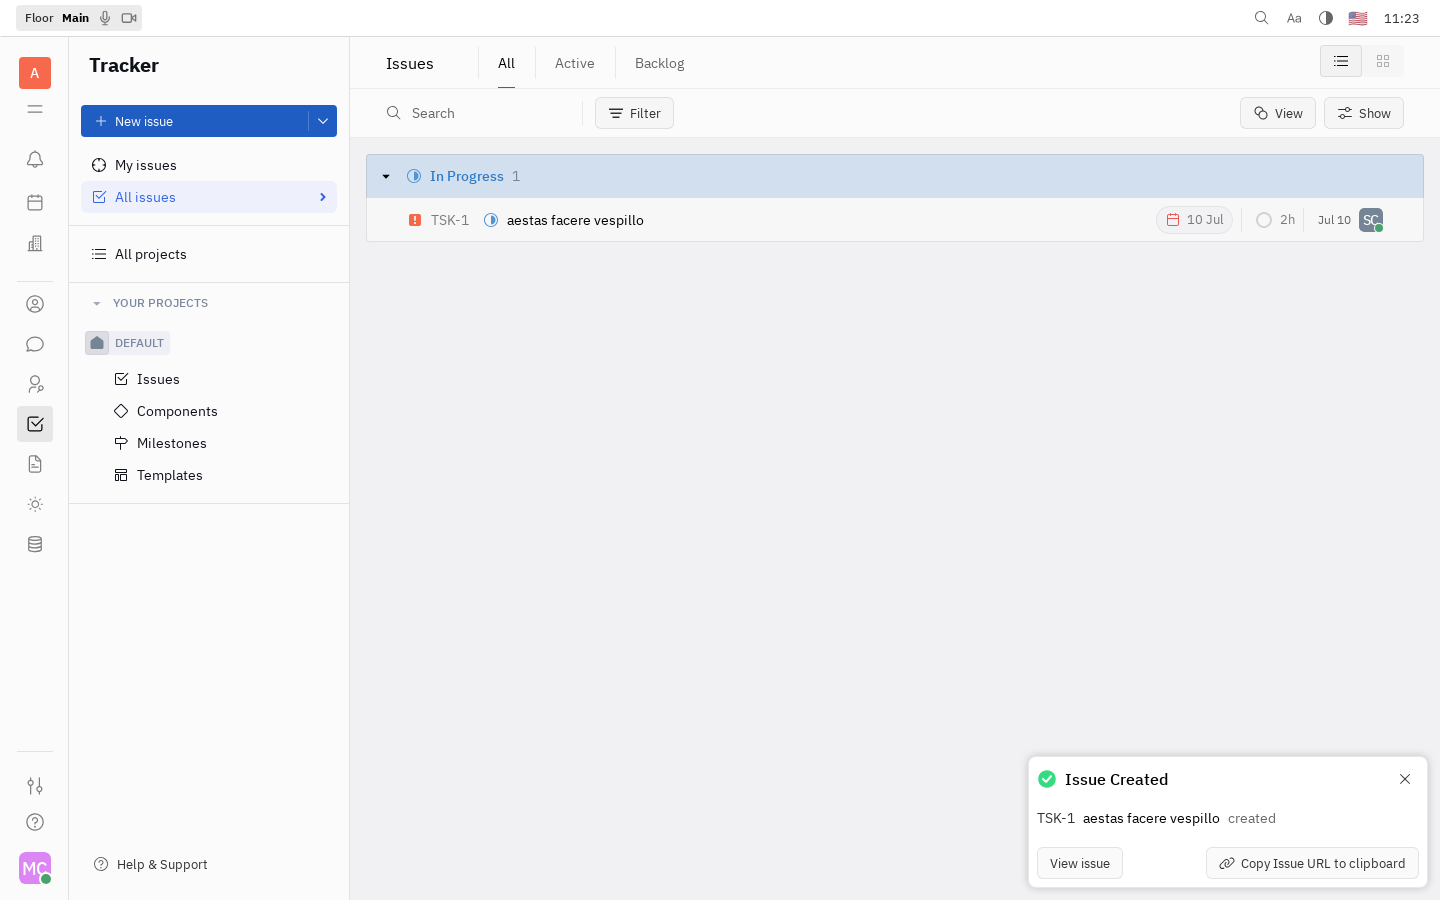 Floor Main
Aa
11:23
A
Tracker
New issue
My issues
All issues
All projects
YOUR PROJECTS
DEFAULT
Issues
Components
Milestones
Templates
Help & Support
MC
Issues
All
Active
Backlog
Search
Filter
View
Show
In Progress 1
TSK-1 aestas facere vespillo 10 Jul 2h Jul 10 SC
Issue Created
TSK-1 aestas facere vespillo created
View issue
Copy Issue URL to clipboard